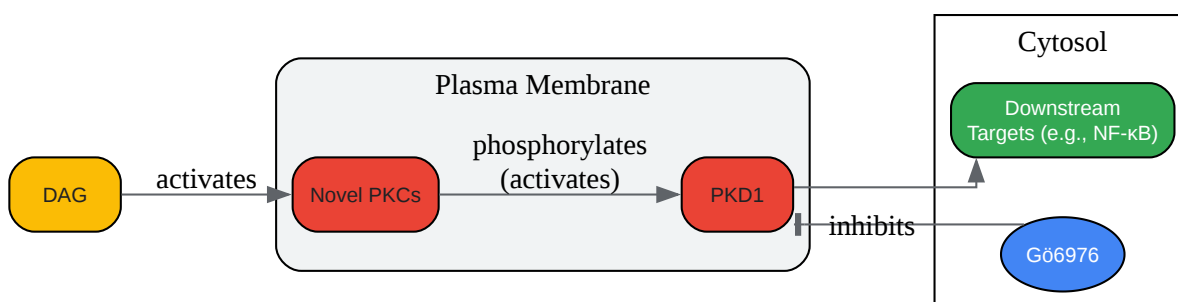 Cytosol
Plasma Membrane
Downstream
Targets (e.g., NF-κB)
phosphorylates
(activates)
activates
DAG
Novel PKCs
PKD1
inhibits
Gö6976